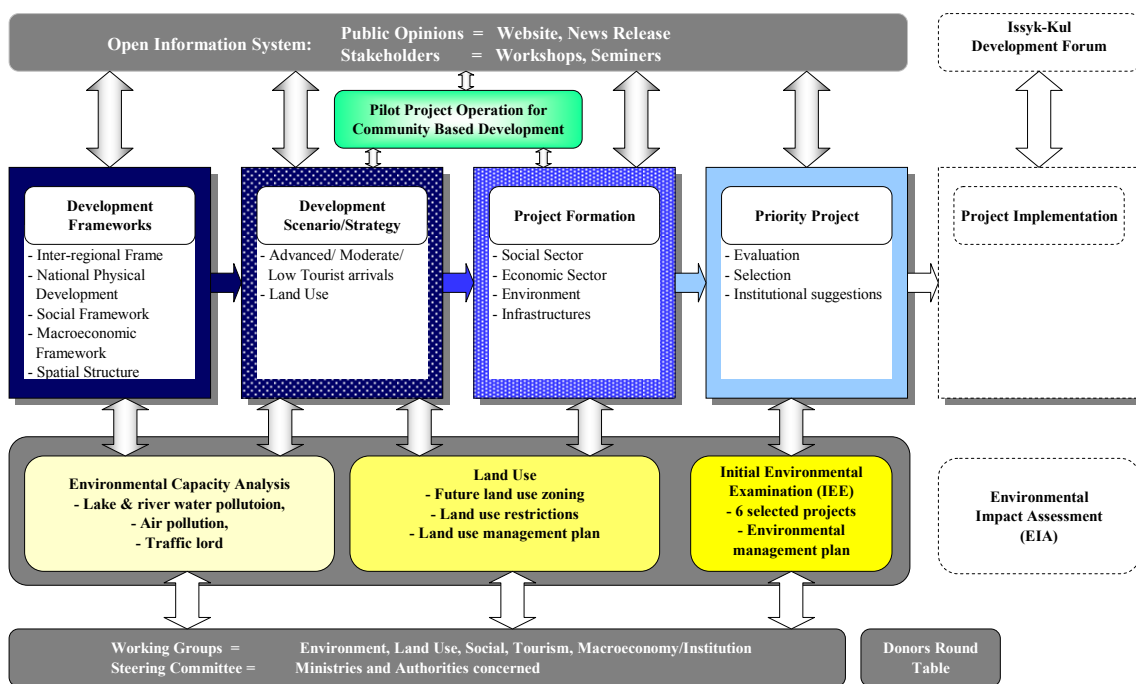 Open Information System:
Public Opinions = Website, News Release
Stakeholders = Workshops, Seminers
Issyk-Kul
Development Forum
Pilot Project Operation for
Community Based Development
Development
Frameworks
- Inter-regional Frame
- National Physical
Development
- Social Framework
- Macroeconomic
Framework
- Spatial Structure
Development
Scenario/Strategy
- Advanced/ Moderate/
Low Tourist arrivals
- Land Use
Project Formation
- Social Sector
- Economic Sector
- Environment
- Infrastructures
Priority Project
- Evaluation
- Selection
- Institutional suggestions
Project Implementation
Environmental Capacity Analysis
- Lake & river water pollutoion,
- Air pollution,
- Traffic lord
Land Use
- Future land use zoning
- Land use restrictions
- Land use management plan
Initial Environmental
Examination (IEE)
- 6 selected projects
- Environmental
management plan
Environmental
Impact Assessment
(EIA)
Working Groups = Environment, Land Use, Social, Tourism, Macroeconomy/Institution
Steering Committee = Ministries and Authorities concerned
Donors Round
Table